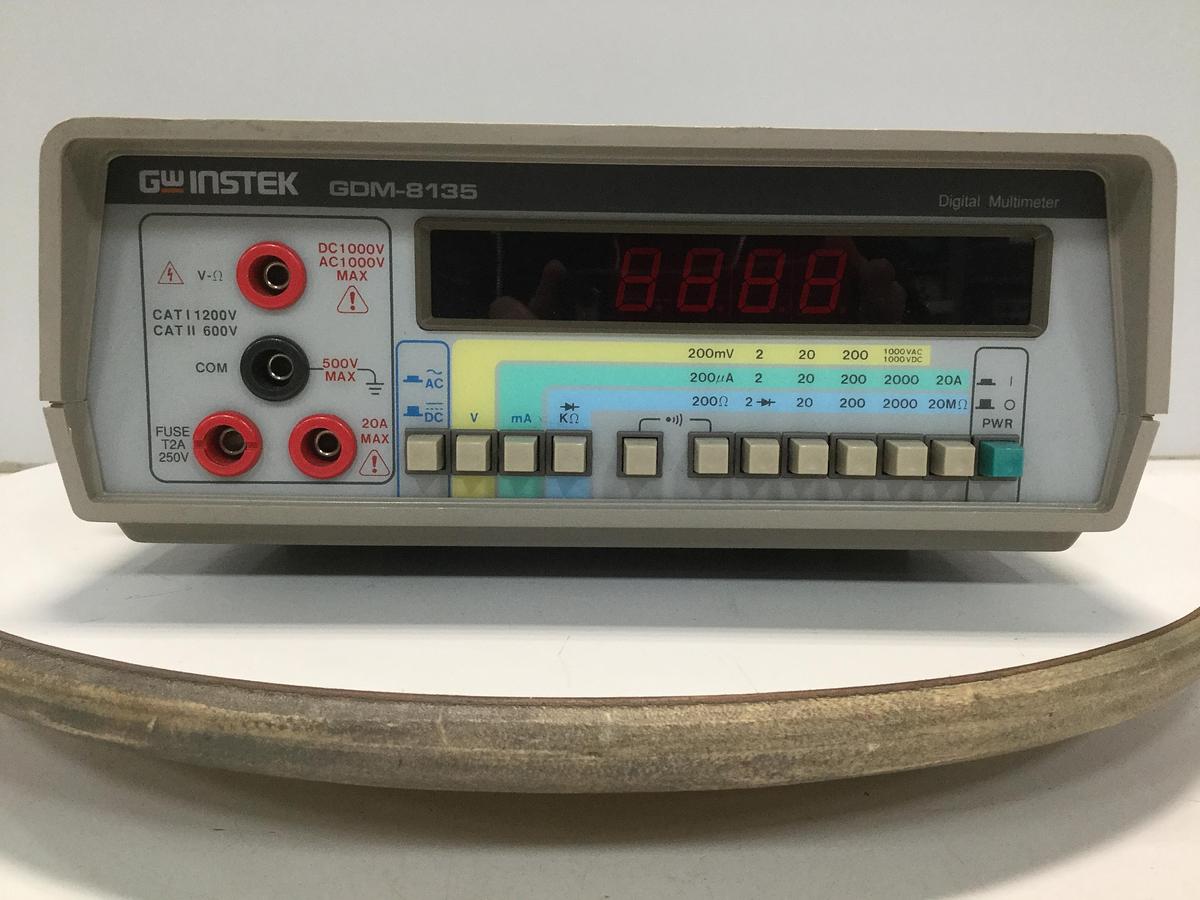 GW INSTEK GDM-8135
Digital Multimeter
V-Ω
DC1000V
AC1000V
MAX
CAT I 1200V
CAT II 600V
COM
500V
MAX
FUSE
T2A
250V
20A
MAX
8888
AC
DC
V
mA
KΩ
200mV 2 20 200 1000VAC
1000VDC
200µA 2 20 200 2000 20A
200Ω 2 20 200 2000 20MΩ
I
O
PWR